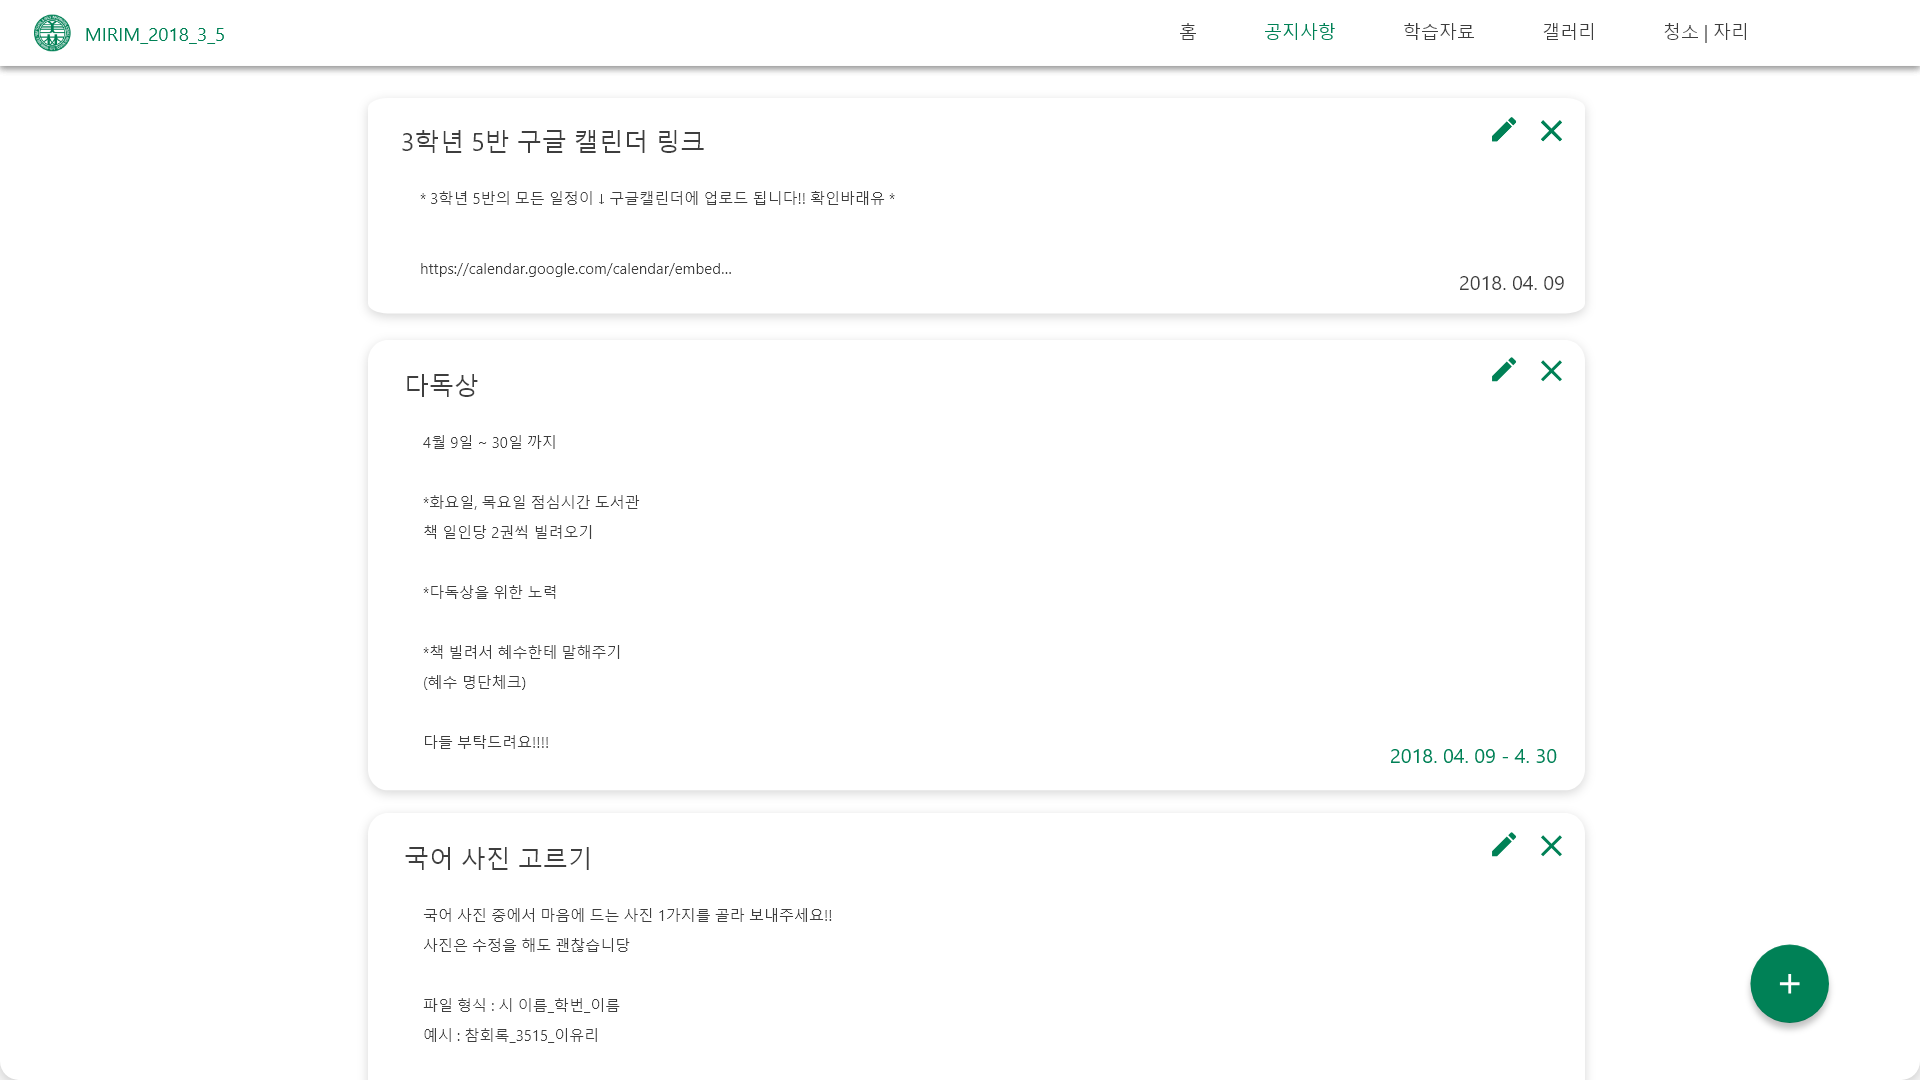 MIRIM_2018_3_5
홈
공지사항
학습자료
갤러리
청소 | 자리
3학년 5반 구글 캘린더 링크
* 3학년 5반의 모든 일정이 ↓ 구글캘린더에 업로드 됩니다!! 확인바래유 *
https://calendar.google.com/calendar/embed...
2018. 04. 09
다독상
4월 9일 ~ 30일 까지
*화요일, 목요일 점심시간 도서관
책 일인당 2권씩 빌려오기
*다독상을 위한 노력
*책 빌려서 혜수한테 말해주기
(혜수 명단체크)
다들 부탁드려요!!!!
2018. 04. 09 - 4. 30
국어 사진 고르기
국어 사진 중에서 마음에 드는 사진 1가지를 골라 보내주세요!!
사진은 수정을 해도 괜찮습니당
파일 형식 : 시 이름_학번_이름
예시 : 참회록_3515_이유리